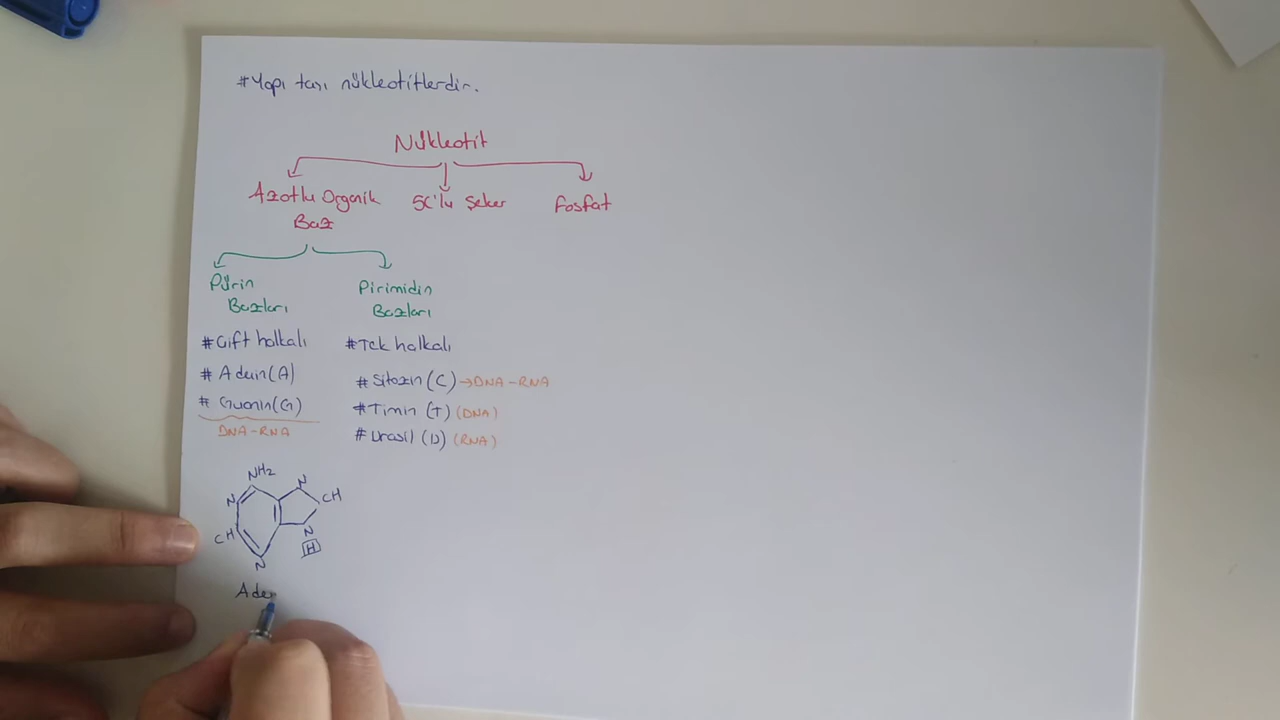 #Yapı taşı nükleotitlerdir.
Nükleotit
Azotlu Organik Baz
5C'lu Şeker
Fosfat
Pürin Bazları
Pirimidin Bazları
#Çift halkalı
#Tek halkalı
# Adenin(A)
# Sitozin(C)→DNA-RNA
# Guanin(G)
#Timin (T) (DNA)
DNA-RNA
#Urasil (U) (RNA)
NH2
N
N
CH
CH
N
H
N
Ade